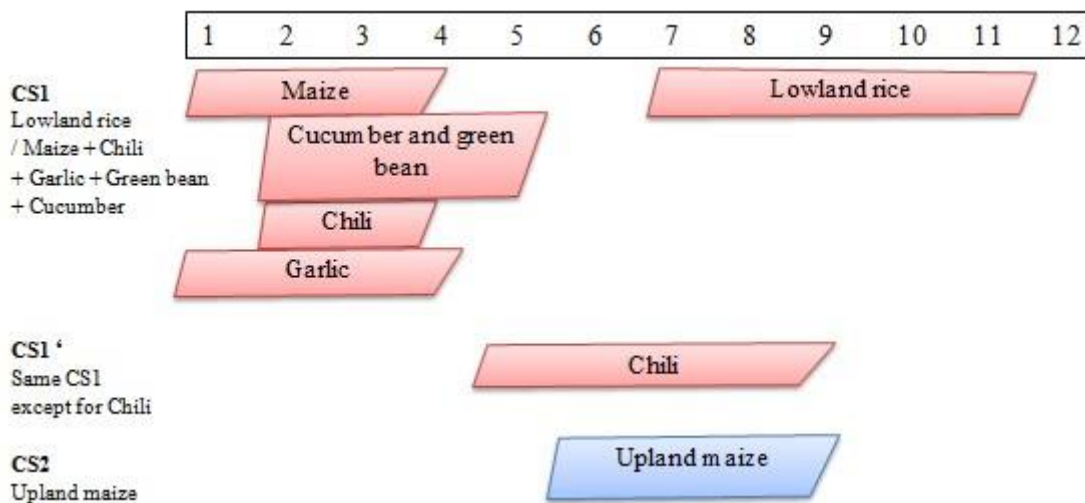 1 2 3 4 5 6 7 8 9 10 11 12
CS1
Lowland rice
/ Maize + Chili
+ Garlic + Green bean
+ Cucumber
Maize
Lowland rice
Cucumber and green
bean
Chili
Garlic
CS1 ‘
Same CS1
except for Chili
Chili
CS2
Upland maize
Upland maize